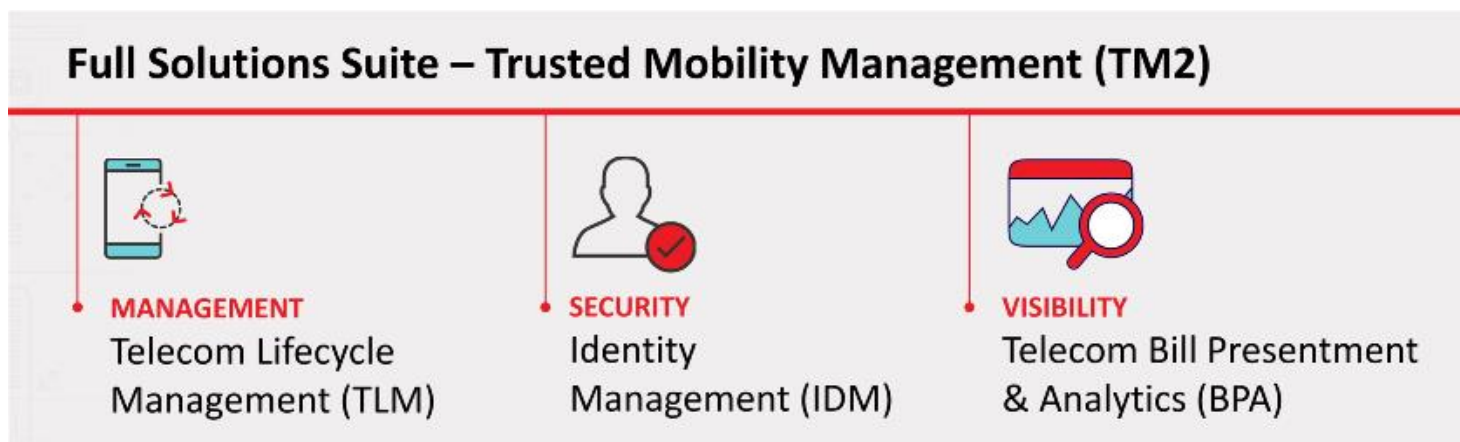 Full Solutions Suite – Trusted Mobility Management (TM2)
MANAGEMENT
Telecom Lifecycle
Management (TLM)
SECURITY
Identity
Management (IDM)
VISIBILITY
Telecom Bill Presentment
& Analytics (BPA)